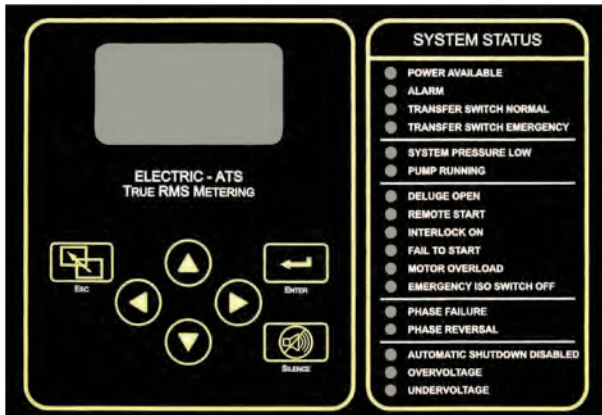 ELECTRIC - ATS
TRUE RMS METERING
ESC
ENTER
SILENCE
SYSTEM STATUS
POWER AVAILABLE
ALARM
TRANSFER SWITCH NORMAL
TRANSFER SWITCH EMERGENCY
SYSTEM PRESSURE LOW
PUMP RUNNING
DELUGE OPEN
REMOTE START
INTERLOCK ON
FAIL TO START
MOTOR OVERLOAD
EMERGENCY ISO SWITCH OFF
PHASE FAILURE
PHASE REVERSAL
AUTOMATIC SHUTDOWN DISABLED
OVERVOLTAGE
UNDERVOLTAGE